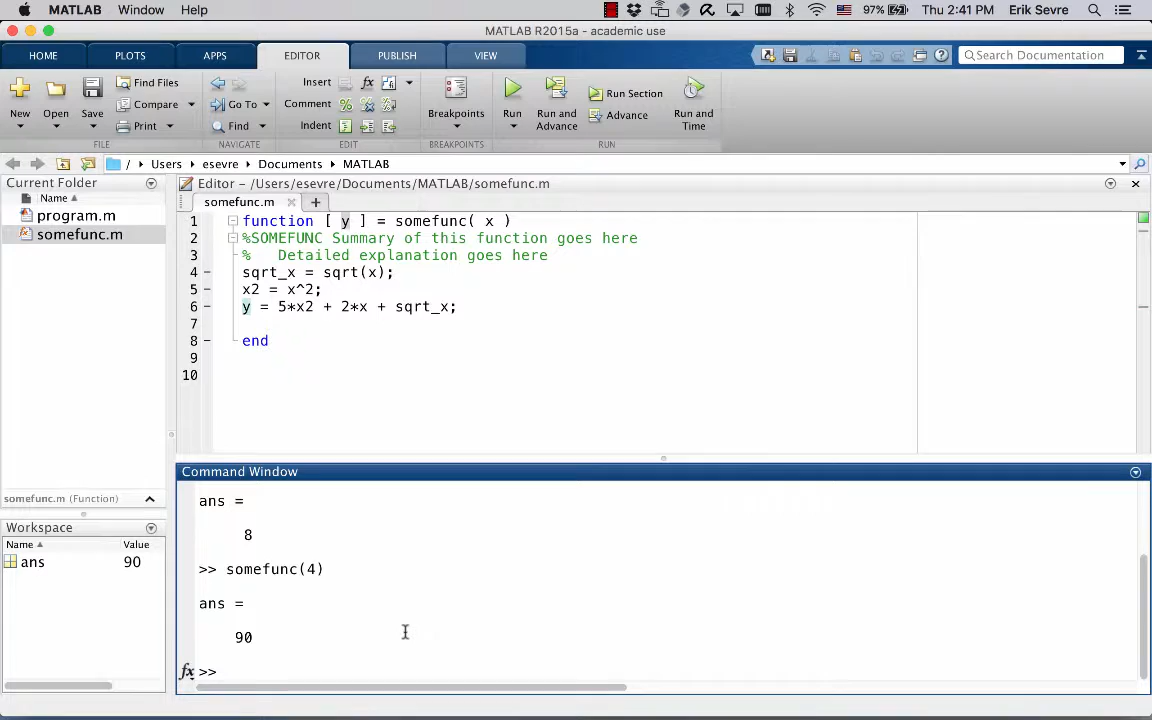 MATLAB Window Help 97% Thu 2:41 PM Erik Sevre
MATLAB R2015a - academic use
HOME PLOTS APPS EDITOR PUBLISH VIEW Search Documentation
New Open Save Find Files Compare Print
Go To Find
Insert fx
Comment %
Indent
Breakpoints
Run Run and Advance Run Section Advance Run and Time
FILE NAVIGATE EDIT BREAKPOINTS RUN
/ Users esevre Documents MATLAB
Current Folder
Name
program.m
somefunc.m
somefunc.m (Function)
Workspace
Name Value
ans 90
Editor – /Users/esevre/Documents/MATLAB/somefunc.m
somefunc.m +
1 function [ y ] = somefunc( x )
2 %SOMEFUNC Summary of this function goes here
3 %   Detailed explanation goes here
4 – sqrt_x = sqrt(x);
5 – x2 = x^2;
6 – y = 5*x2 + 2*x + sqrt_x;
7
8 – end
9
10
Command Window
ans =
8
>> somefunc(4)
ans =
90
fx >>